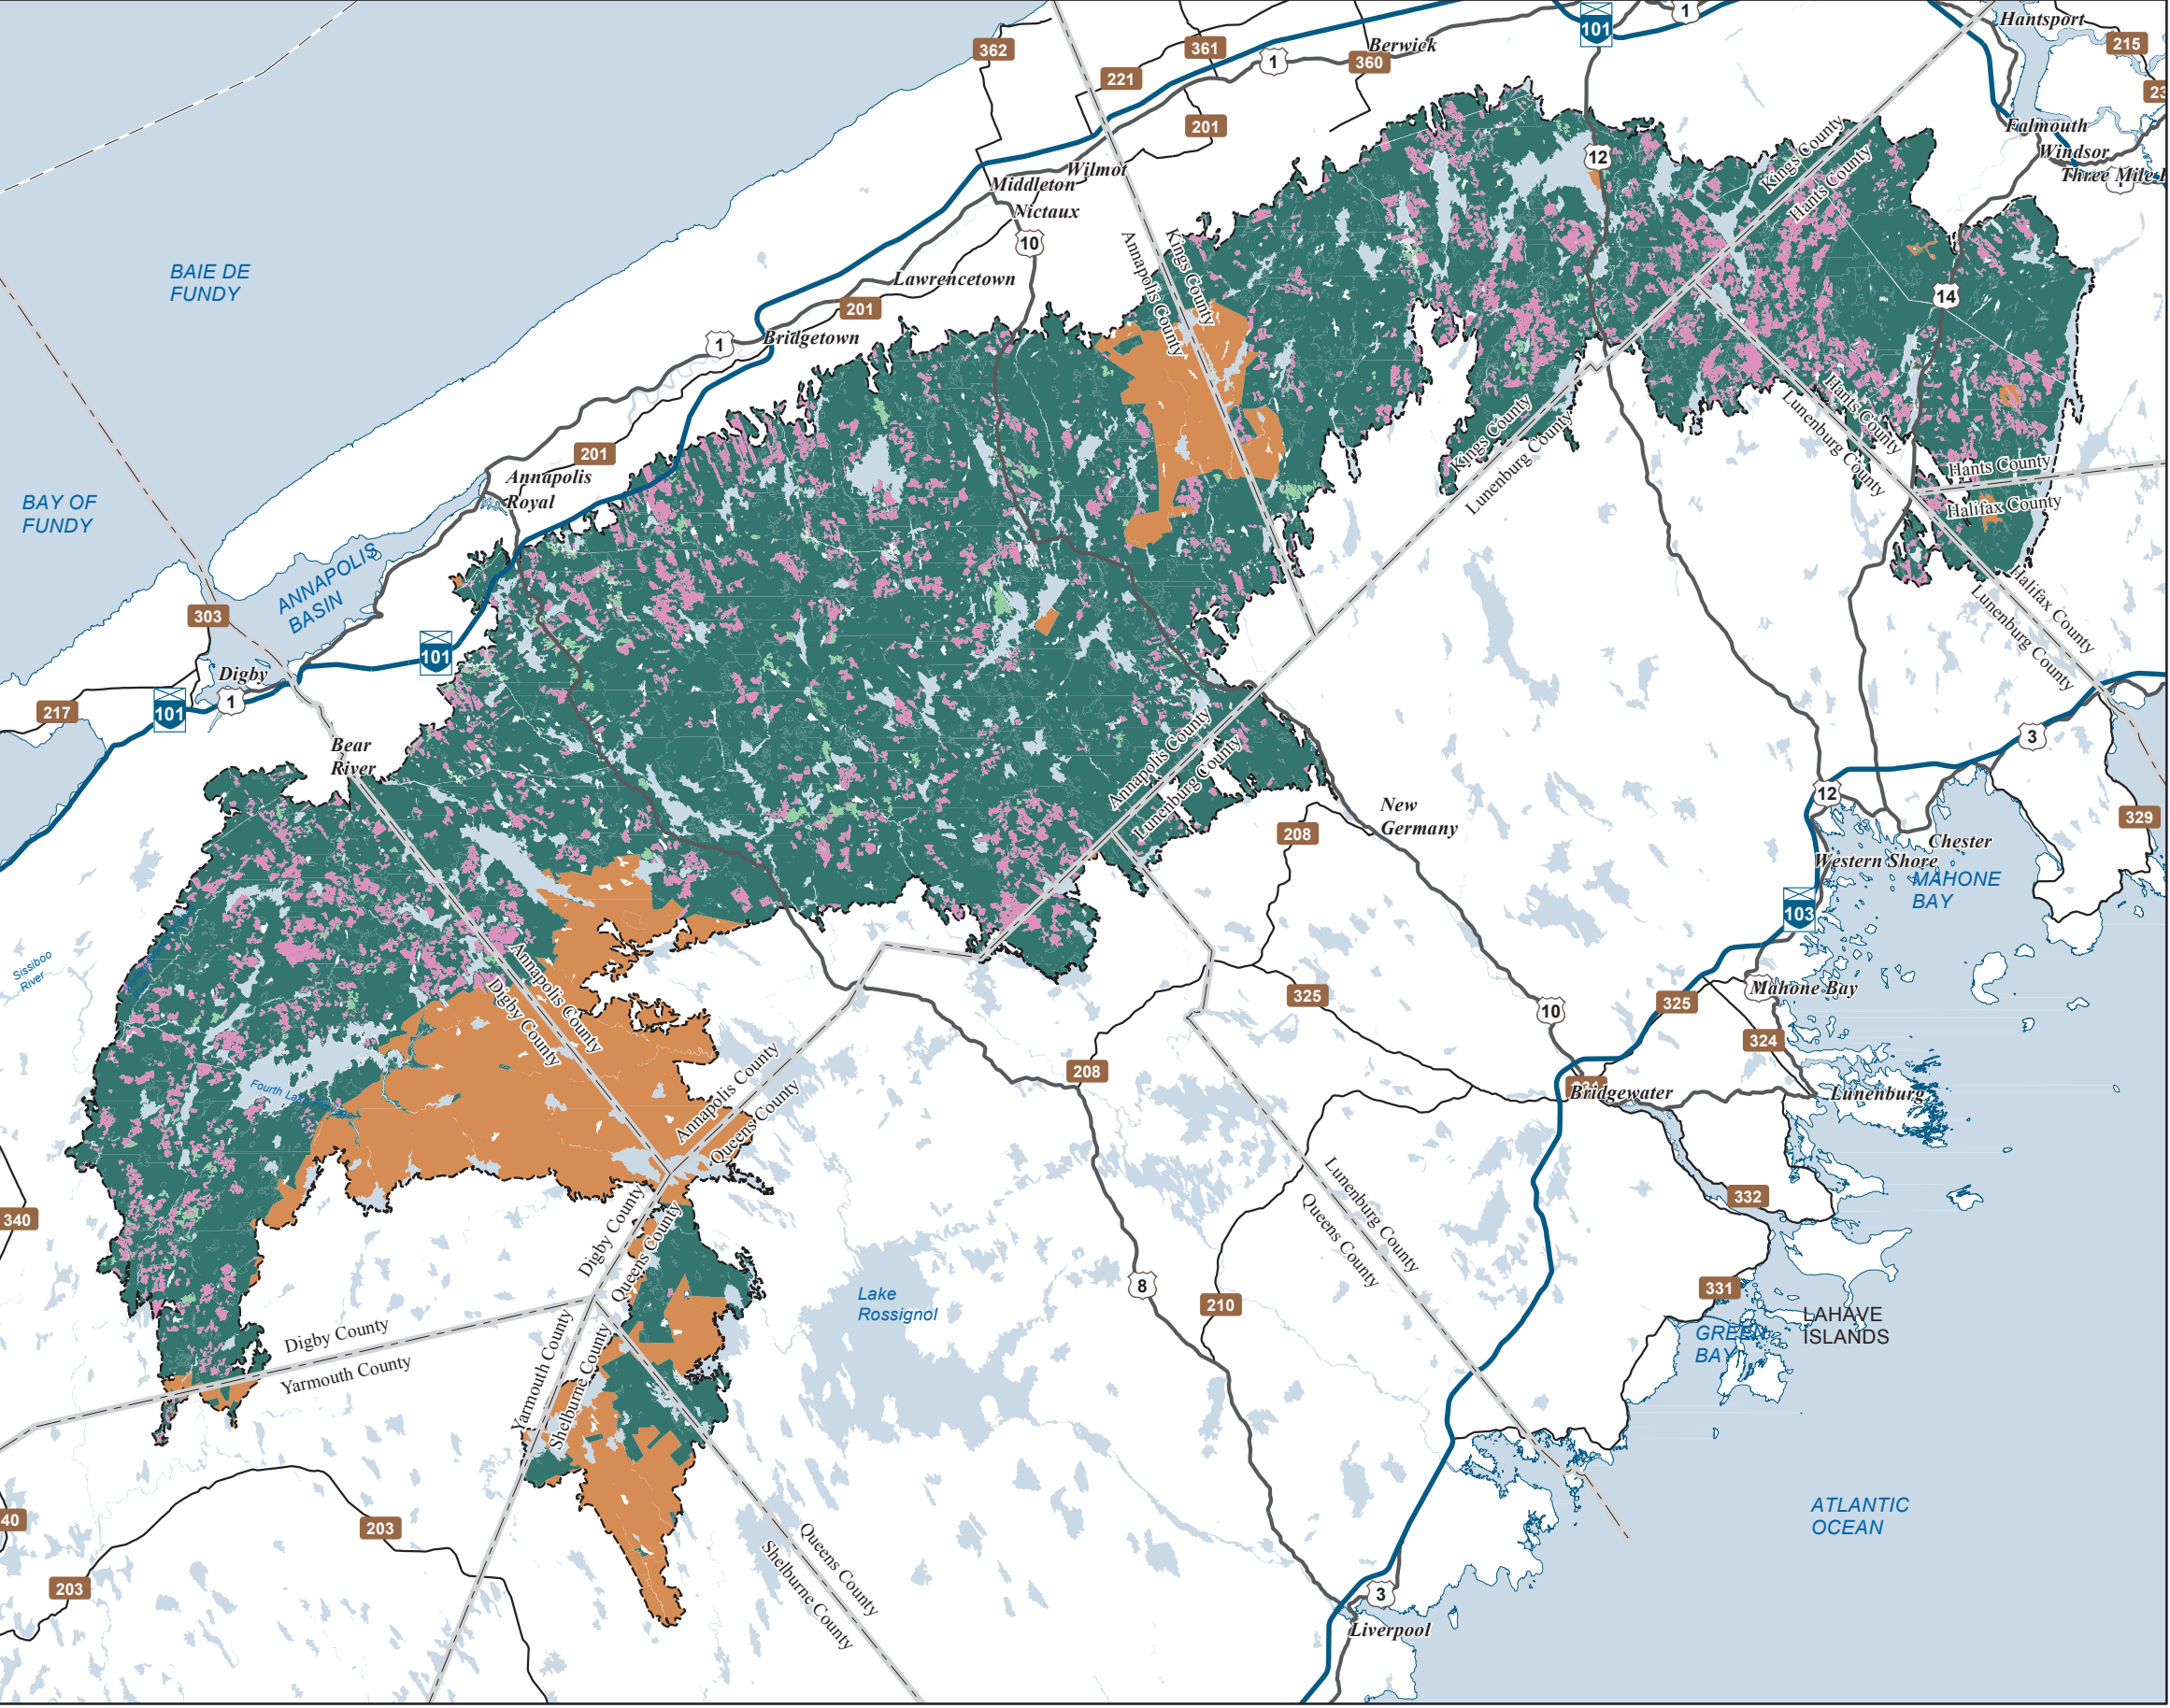 362
361
1
Berwick
360
221
201
101
1
Hantsport
215
Falmouth
Windsor
12
Wilmot
Middleton
Nictaux
10
Kings County
Hants County
Annapolis County
Kings County
BAIE DE
FUNDY
Lawrencetown
201
1
Bridgetown
14
Hants County
Lunenburg County
Kings County
Lunenburg County
201
Annapolis
Royal
Hants County
Halifax County
BAY OF
FUNDY
ANNAPOLIS
BASIN
Halifax County
Lunenburg County
303
101
Digby
1
101
217
Bear
River
Annapolis County
Lunenburg County
3
12
New
Germany
208
329
Chester
Western Shore
MAHONE
BAY
103
Sissiboo
River
Annapolis County
Digby County
325
325
10
Mahone Bay
324
208
Annapolis County
Queens County
Bridgewater
Lunenburg
340
332
Digby County
Queens County
Lunenburg County
Queens County
Lake
Rossignol
8
210
331
LAHAVE
ISLANDS
GREEN
BAY
Digby County
Yarmouth County
Yarmouth County
Shelburne County
ATLANTIC
OCEAN
40
203
203
Queens County
Shelburne County
3
Liverpool